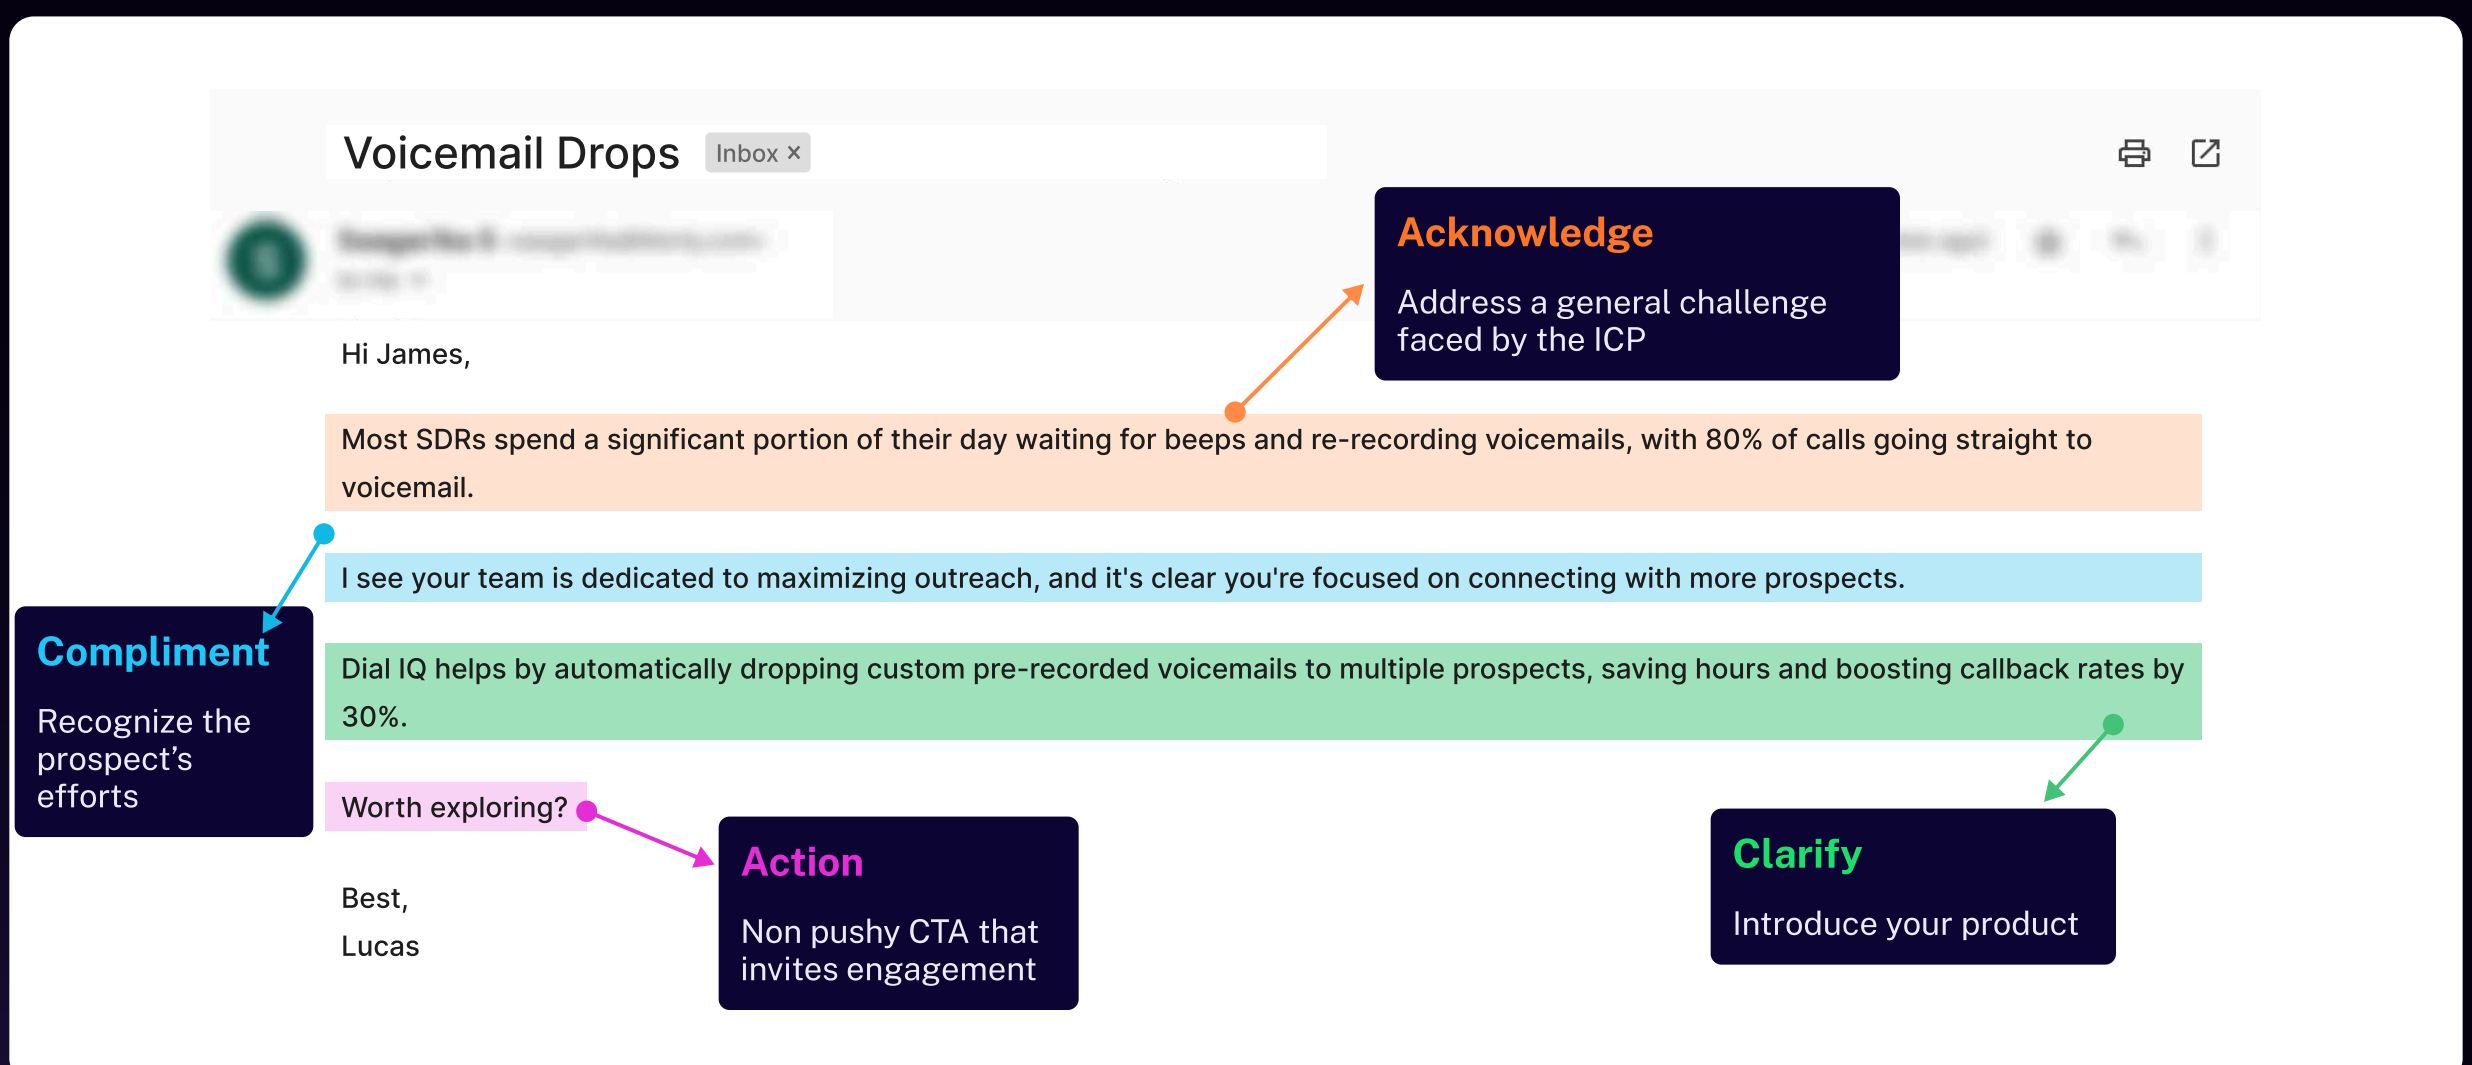 Voicemail Drops Inbox ×
Acknowledge
Address a general challenge
faced by the ICP
Hi James,
Most SDRs spend a significant portion of their day waiting for beeps and re-recording voicemails, with 80% of calls going straight to
voicemail.
I see your team is dedicated to maximizing outreach, and it's clear you're focused on connecting with more prospects.
Compliment
Recognize the
prospect’s
efforts
Dial IQ helps by automatically dropping custom pre-recorded voicemails to multiple prospects, saving hours and boosting callback rates by
30%.
Worth exploring?
Action
Non pushy CTA that
invites engagement
Clarify
Introduce your product
Best,
Lucas